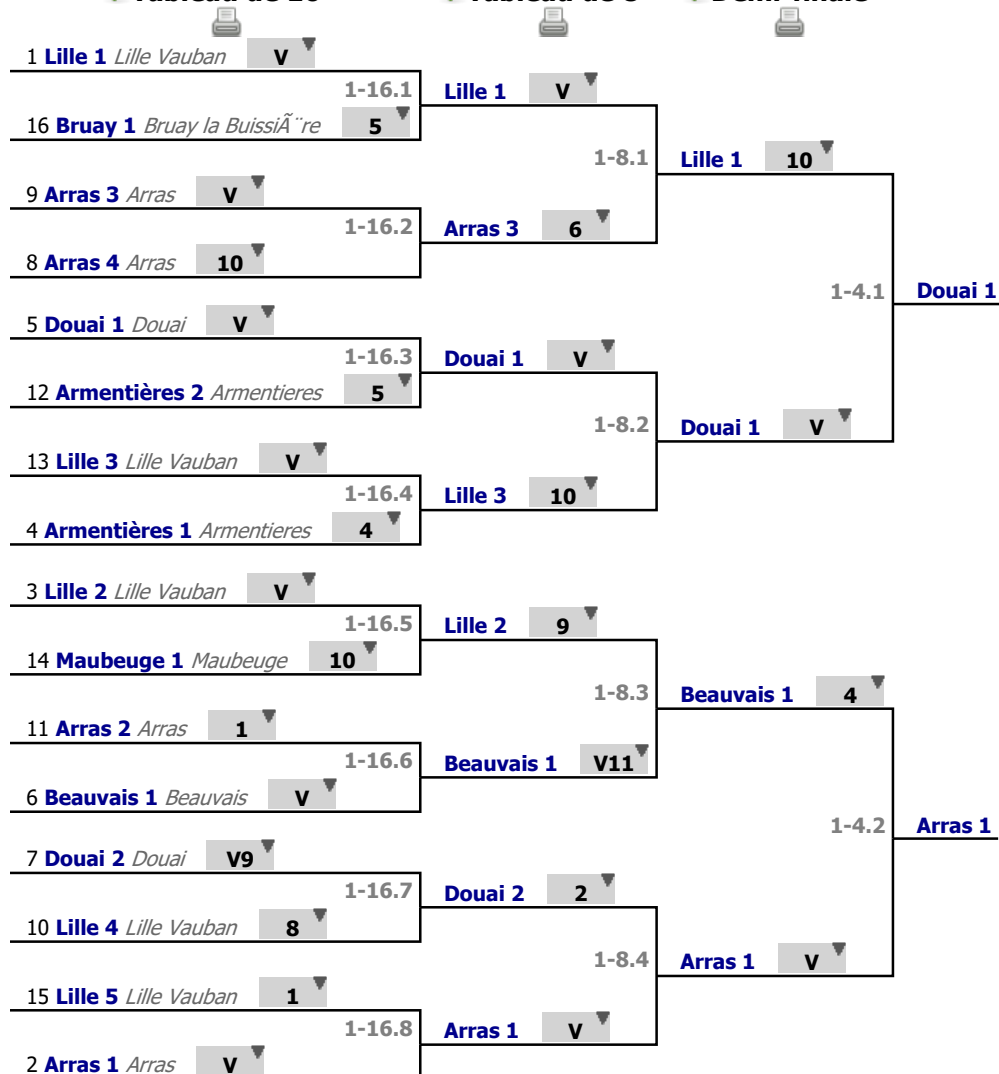 Tableau de 16 Tableau de 8 Demi-finale
1 Lille 1 Lille Vauban V
1-16.1
16 Bruay 1 Bruay la BuissiÃ¨re 5
9 Arras 3 Arras V
1-16.2
8 Arras 4 Arras 10
5 Douai 1 Douai V
1-16.3
12 Armentières 2 Armentieres 5
13 Lille 3 Lille Vauban V
1-16.4
4 Armentières 1 Armentieres 4
3 Lille 2 Lille Vauban V
1-16.5
14 Maubeuge 1 Maubeuge 10
11 Arras 2 Arras 1
1-16.6
6 Beauvais 1 Beauvais V
7 Douai 2 Douai V9
1-16.7
10 Lille 4 Lille Vauban 8
15 Lille 5 Lille Vauban 1
1-16.8
2 Arras 1 Arras V
Lille 1 V
1-8.1
Arras 3 6
Douai 1 V
1-8.2
Lille 3 10
Lille 2 9
1-8.3
Beauvais 1 V11
Douai 2 2
1-8.4
Arras 1 V
Lille 1 10
1-4.1
Douai 1 V
Beauvais 1 4
1-4.2
Arras 1 V
Douai 1
Arras 1